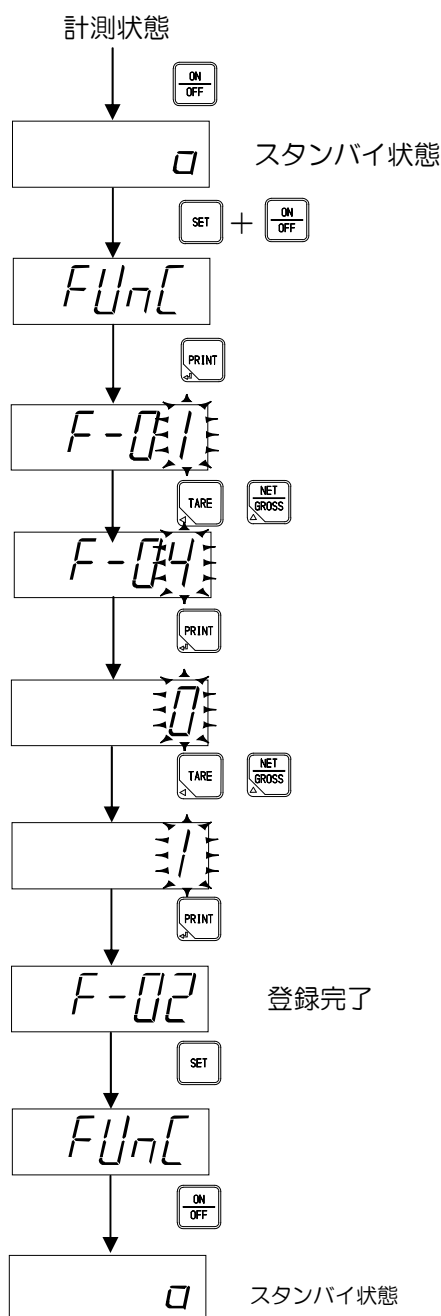 計測状態
ON
OFF
a
スタンバイ状態
SET + ON
OFF
FUnC
PRINT
F-01
TARE NET
GROSS
F-04
PRINT
0
TARE NET
GROSS
1
PRINT
F-02 登録完了
SET
FUnC
ON
OFF
a スタンバイ状態